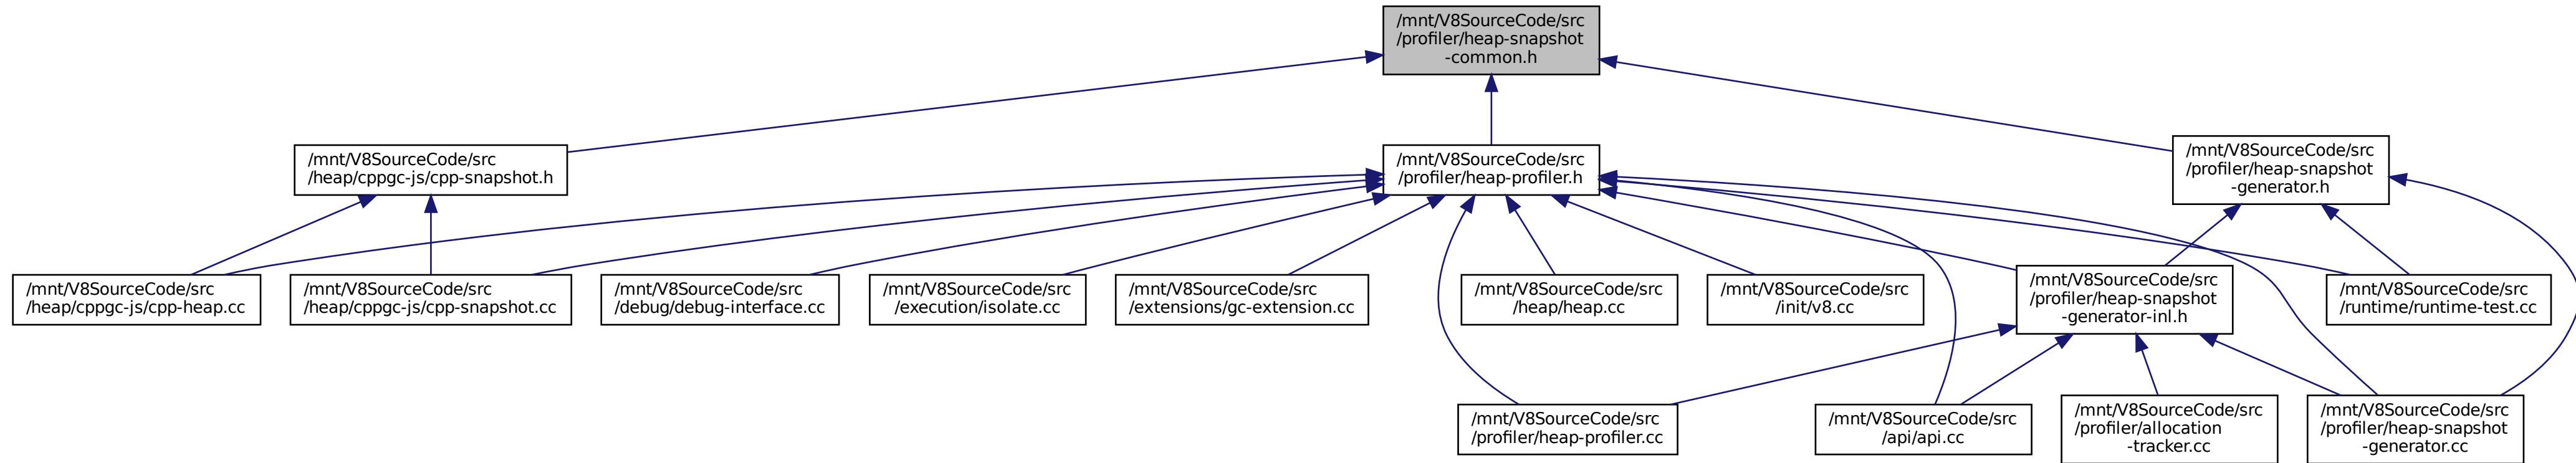 /mnt/V8SourceCode/src
/profiler/heap-snapshot
-common.h
/mnt/V8SourceCode/src
/heap/cppgc-js/cpp-snapshot.h
/mnt/V8SourceCode/src
/profiler/heap-profiler.h
/mnt/V8SourceCode/src
/profiler/heap-snapshot
-generator.h
/mnt/V8SourceCode/src
/heap/cppgc-js/cpp-heap.cc
/mnt/V8SourceCode/src
/heap/cppgc-js/cpp-snapshot.cc
/mnt/V8SourceCode/src
/debug/debug-interface.cc
/mnt/V8SourceCode/src
/execution/isolate.cc
/mnt/V8SourceCode/src
/extensions/gc-extension.cc
/mnt/V8SourceCode/src
/heap/heap.cc
/mnt/V8SourceCode/src
/init/v8.cc
/mnt/V8SourceCode/src
/profiler/heap-snapshot
-generator-inl.h
/mnt/V8SourceCode/src
/runtime/runtime-test.cc
/mnt/V8SourceCode/src
/profiler/heap-profiler.cc
/mnt/V8SourceCode/src
/api/api.cc
/mnt/V8SourceCode/src
/profiler/allocation
-tracker.cc
/mnt/V8SourceCode/src
/profiler/heap-snapshot
-generator.cc